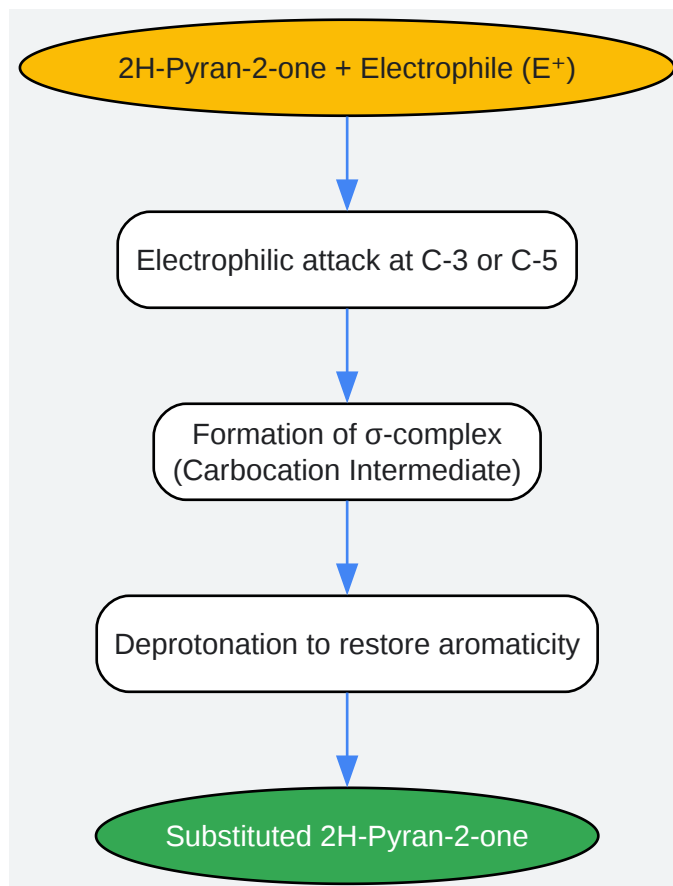 2H-Pyran-2-one + Electrophile (E⁺)
Electrophilic attack at C-3 or C-5
Formation of σ-complex
(Carbocation Intermediate)
Deprotonation to restore aromaticity
Substituted 2H-Pyran-2-one